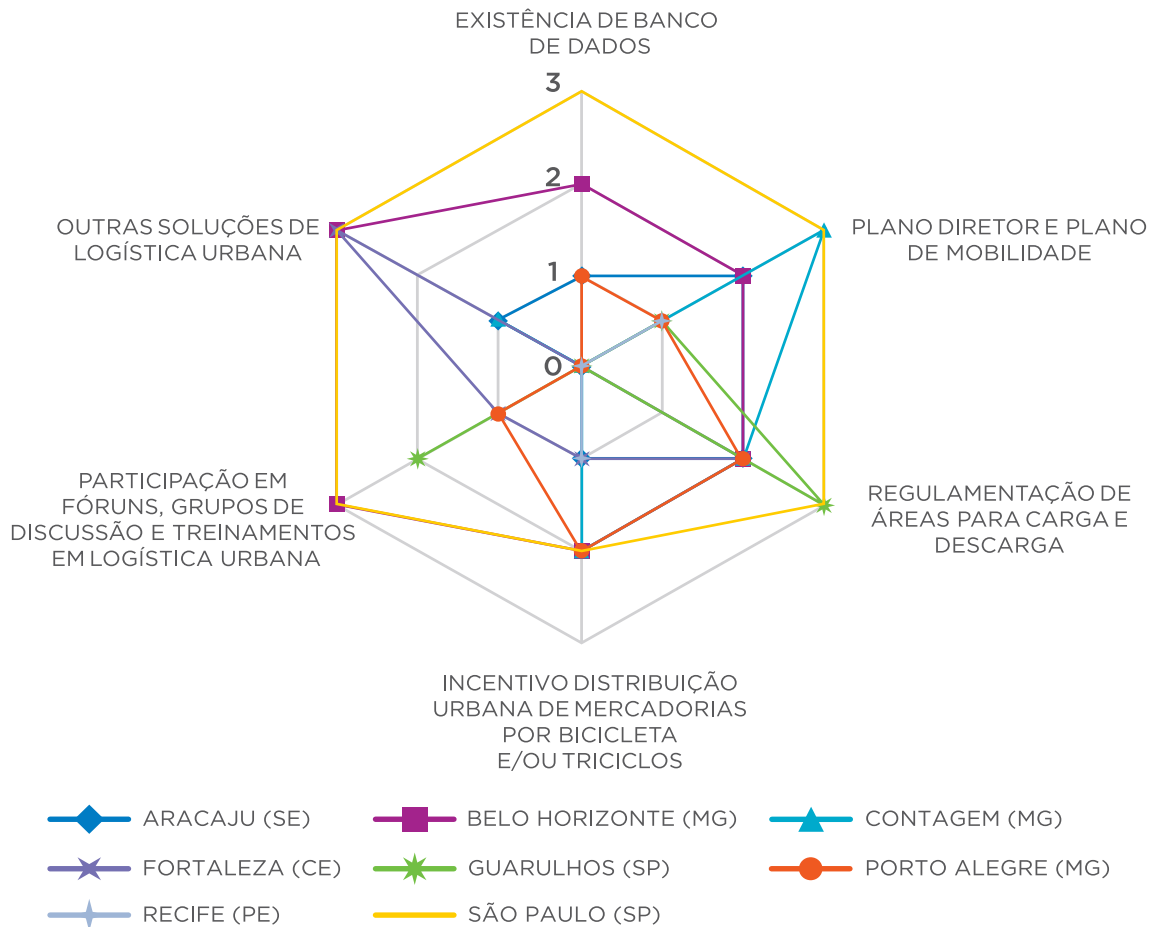 EXISTÊNCIA DE BANCO
DE DADOS
3
2
1
0
OUTRAS SOLUÇÕES DE
LOGÍSTICA URBANA
PLANO DIRETOR E PLANO
DE MOBILIDADE
PARTICIPAÇÃO EM
FÓRUNS, GRUPOS DE
DISCUSSÃO E TREINAMENTOS
EM LOGÍSTICA URBANA
REGULAMENTAÇÃO DE
ÁREAS PARA CARGA E
DESCARGA
INCENTIVO DISTRIBUIÇÃO
URBANA DE MERCADORIAS
POR BICICLETA
E/OU TRICICLOS
ARACAJU (SE)
BELO HORIZONTE (MG)
CONTAGEM (MG)
FORTALEZA (CE)
GUARULHOS (SP)
PORTO ALEGRE (MG)
RECIFE (PE)
SÃO PAULO (SP)